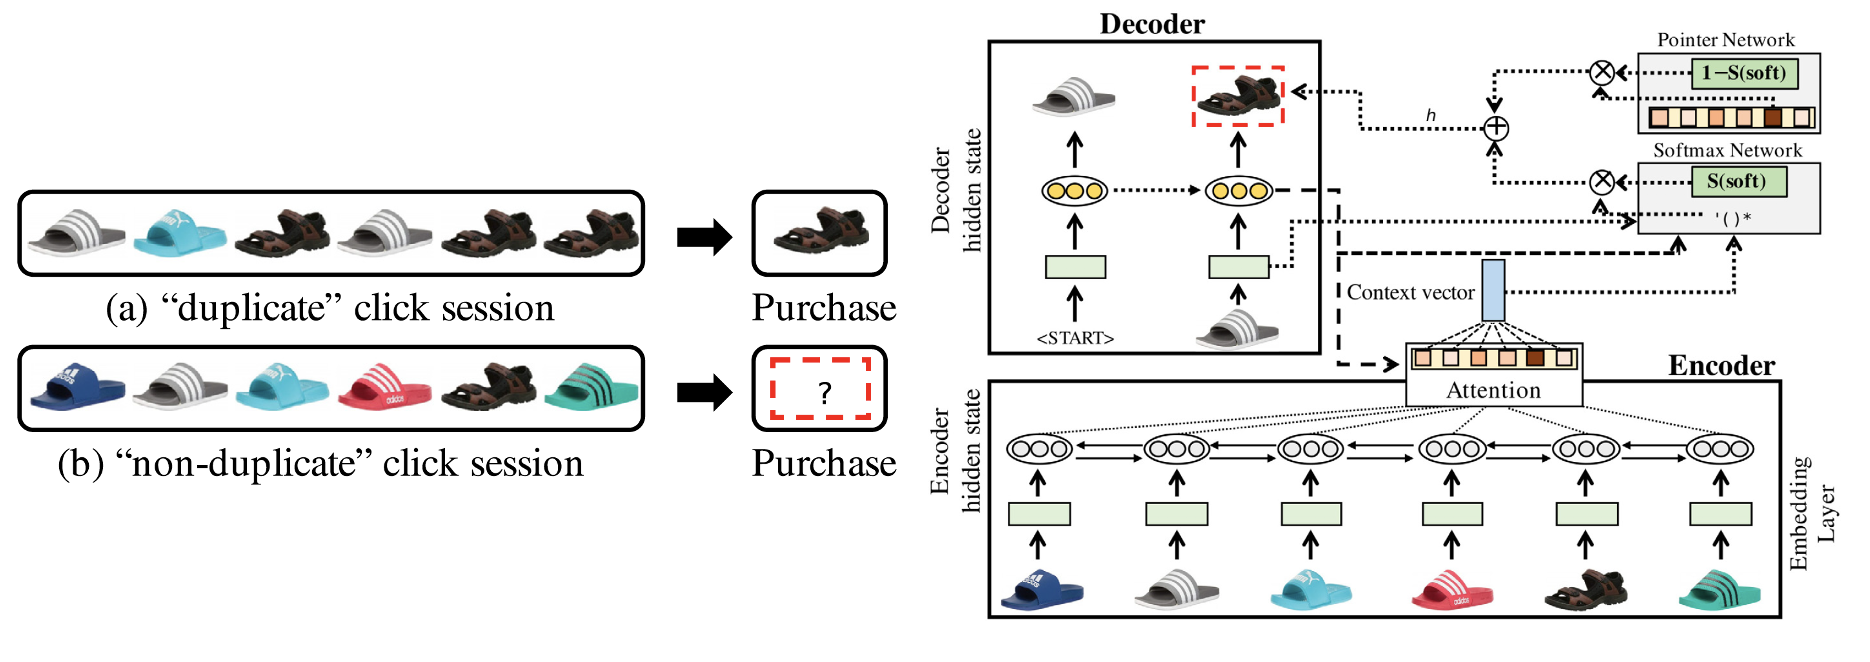 (a) “duplicate” click session
Purchase
(b) “non-duplicate” click session
?
Purchase
Decoder
Decoder
hidden state
<START>
h
Pointer Network
1−S(soft)
Softmax Network
S(soft)
'()*
Context vector
Attention
Encoder
Encoder
hidden state
Embedding
Layer
adidas